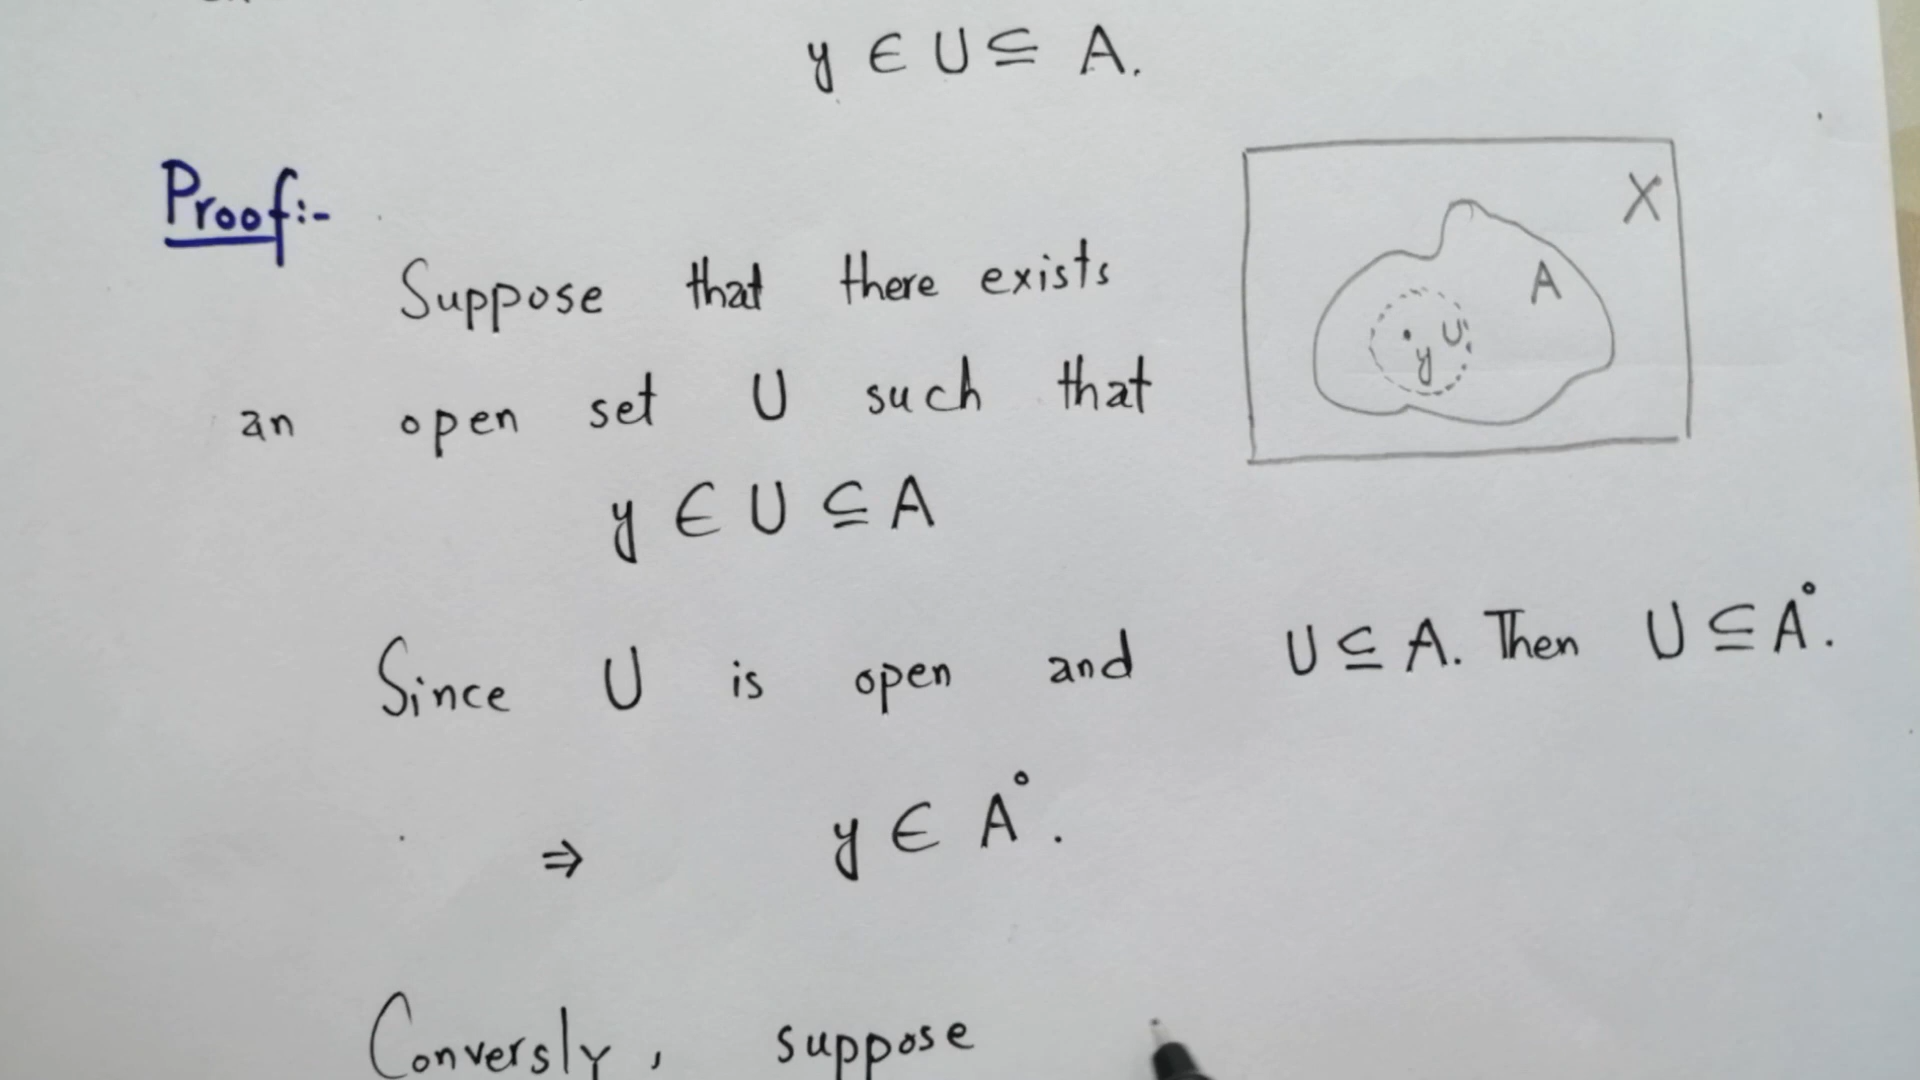 y ∈ U ⊆ A.
Proof:-
Suppose that there exists
an open set U such that
y ∈ U ⊆ A
X
A
U
y
Since U is open and U ⊆ A. Then U ⊆ A°.
⇒ y ∈ A°.
Conversly, suppose